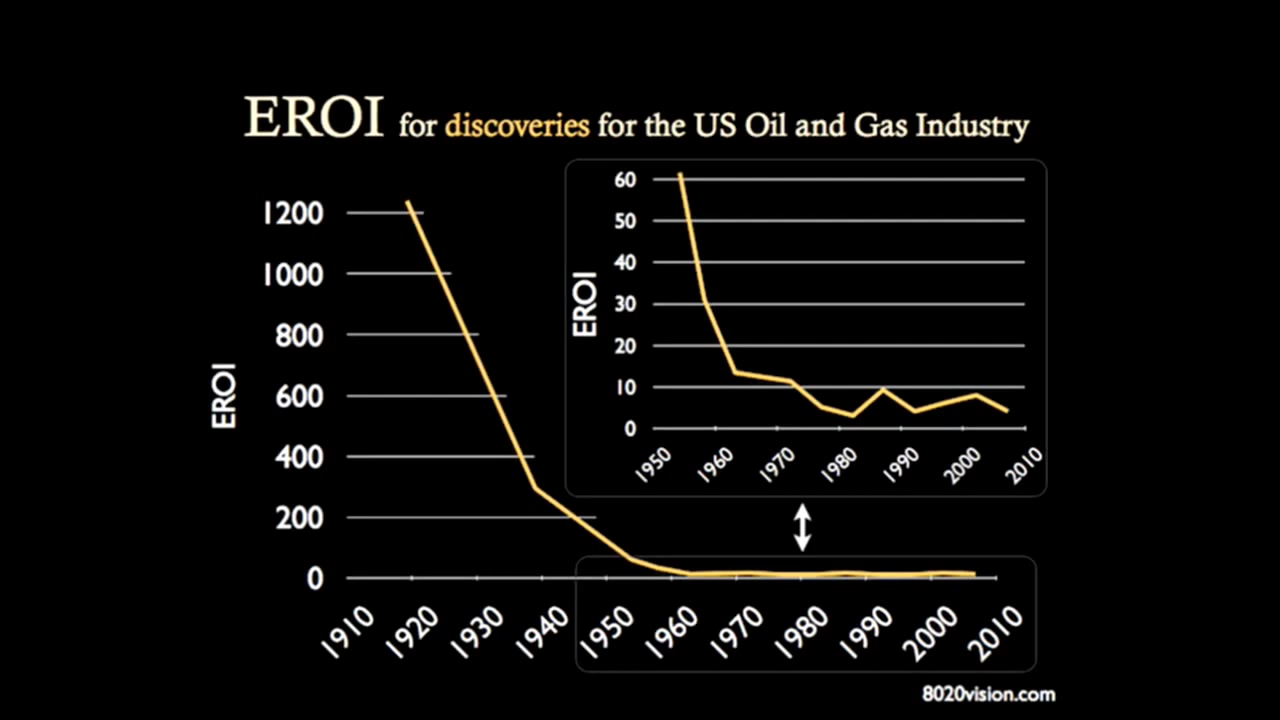 EROI for discoveries for the US Oil and Gas Industry
1200
1000
800
600
400
200
0
EROI
1910 1920 1930 1940 1950 1960 1970 1980 1990 2000 2010
60
50
40
30
20
10
0
EROI
1950 1960 1970 1980 1990 2000 2010
8020vision.com